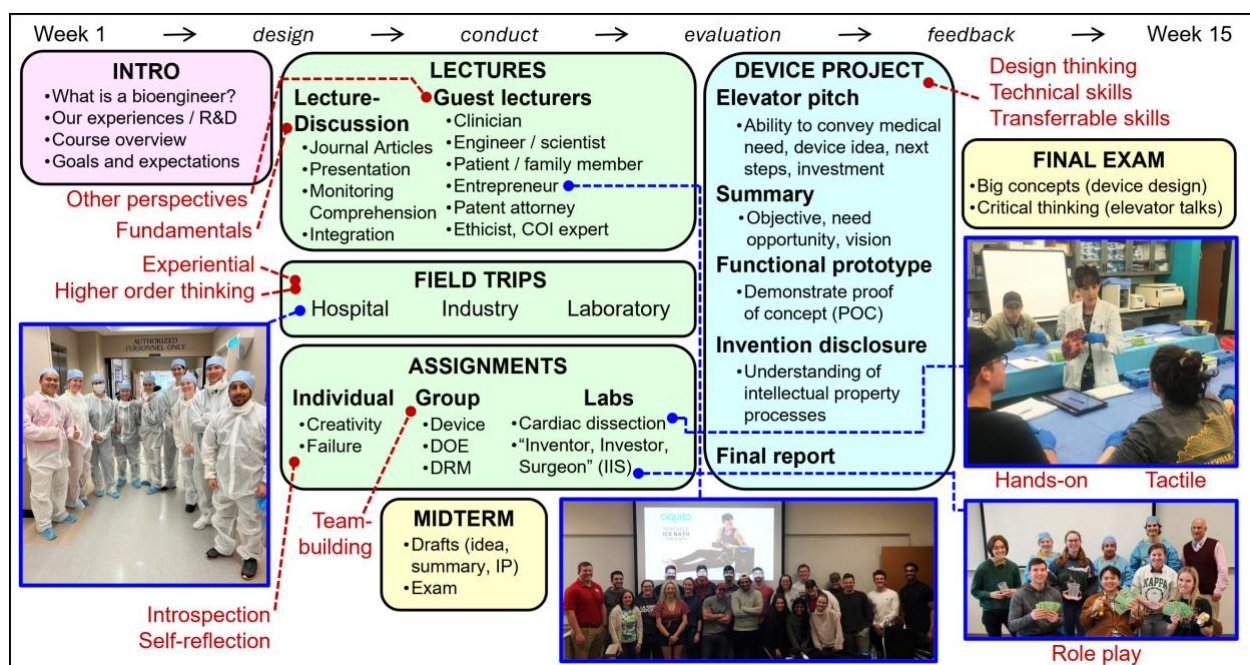 Week 1 → design → conduct → evaluation → feedback → Week 15
INTRO
•What is a bioengineer?
•Our experiences / R&D
•Course overview
•Goals and expectations
Other perspectives
Fundamentals
LECTURES
Lecture-
Discussion
•Journal Articles
•Presentation
•Monitoring
Comprehension
•Integration
Guest lecturers
•Clinician
•Engineer / scientist
•Patient / family member
•Entrepreneur
•Patent attorney
•Ethicist, COI expert
Experiential
Higher order thinking
FIELD TRIPS
Hospital Industry Laboratory
AUTHORIZED
PERSONNEL ONLY
ASSIGNMENTS
Individual
•Creativity
•Failure
Group
•Device
•DOE
•DRM
Labs
•Cardiac dissection
•“Inventor, Investor,
Surgeon” (IIS)
Team-
building
Introspection
Self-reflection
MIDTERM
•Drafts (idea,
summary, IP)
•Exam
DEVICE PROJECT
Elevator pitch
•Ability to convey medical
need, device idea, next
steps, investment
Summary
•Objective, need
opportunity, vision
Functional prototype
•Demonstrate proof
of concept (POC)
Invention disclosure
•Understanding of
intellectual property
processes
Final report
Design thinking
Technical skills
Transferrable skills
FINAL EXAM
•Big concepts (device design)
•Critical thinking (elevator talks)
Hands-on Tactile
ICE BATH
KAPPA
Role play